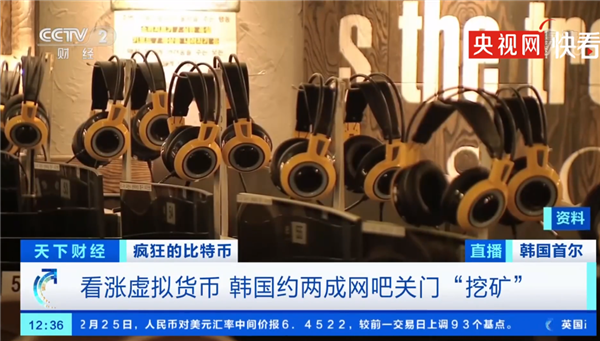 CCTV 2
财经
央视网 快看
s the tr
资料
天下财经 疯狂的比特币 直播 韩国首尔
看涨虚拟货币 韩国约两成网吧关门“挖矿”
12:36 2月25日，人民币对美元汇率中间价报6.4522，较前一交易日上调93个基点。 英国